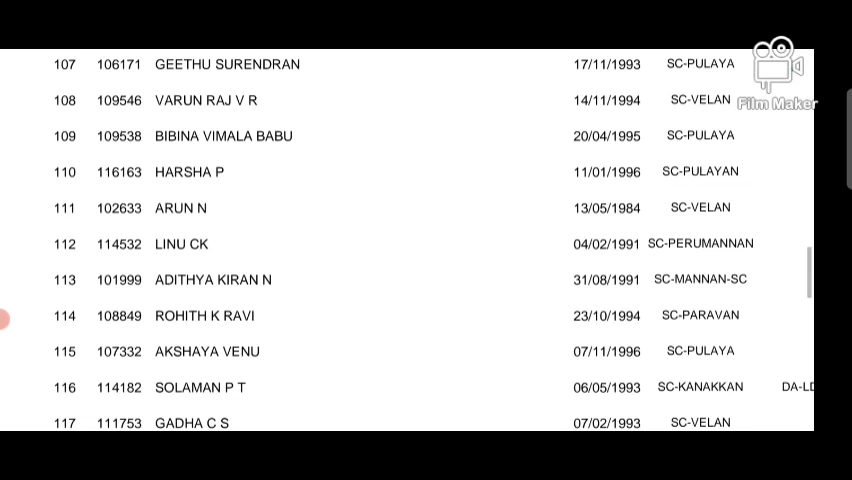 107 106171 GEETHU SURENDRAN 17/11/1993 SC-PULAYA
108 109546 VARUN RAJ V R 14/11/1994 SC-VELAN
Film Maker
109 109538 BIBINA VIMALA BABU 20/04/1995 SC-PULAYA
110 116163 HARSHA P 11/01/1996 SC-PULAYAN
111 102633 ARUN N 13/05/1984 SC-VELAN
112 114532 LINU CK 04/02/1991 SC-PERUMANNAN
113 101999 ADITHYA KIRAN N 31/08/1991 SC-MANNAN-SC
114 108849 ROHITH K RAVI 23/10/1994 SC-PARAVAN
115 107332 AKSHAYA VENU 07/11/1996 SC-PULAYA
116 114182 SOLAMAN P T 06/05/1993 SC-KANAKKAN
117 111753 GADHA C S 07/02/1993 SC-VELAN